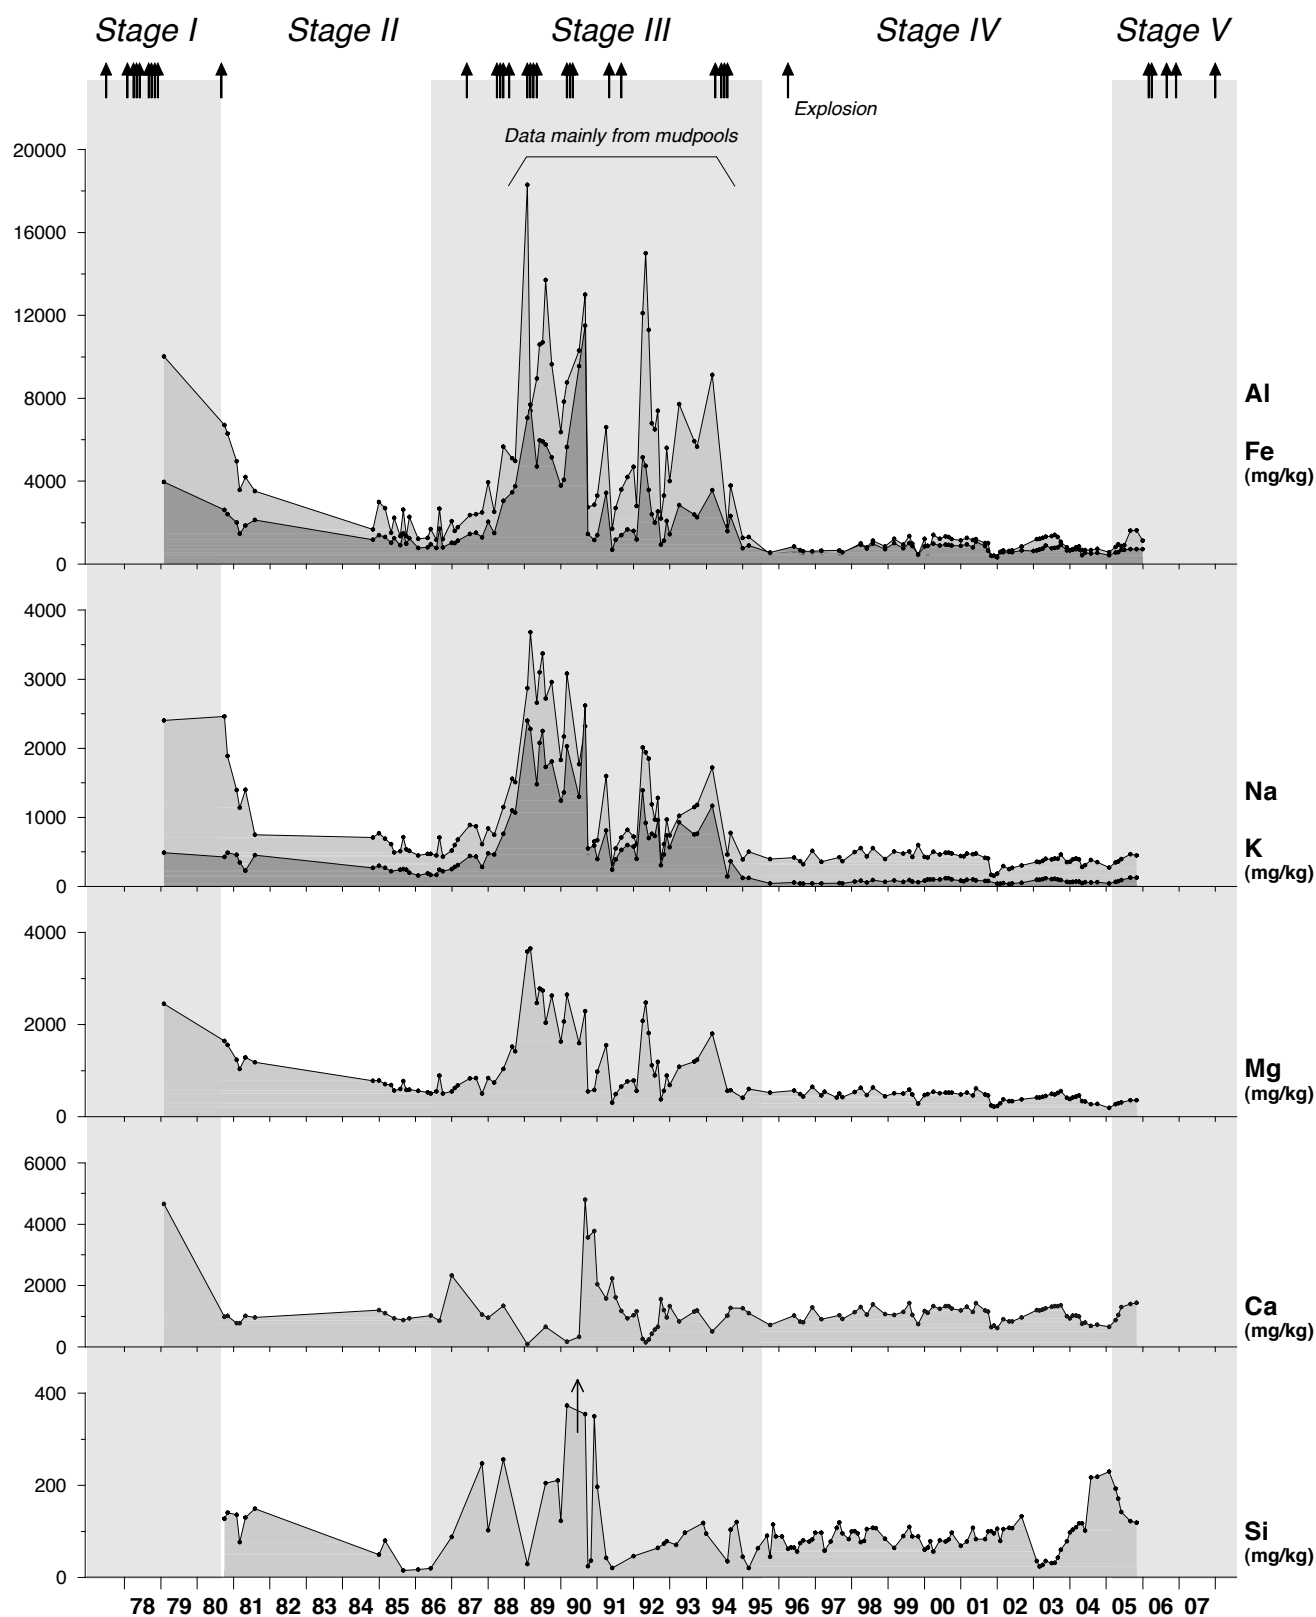 Stage I Stage II Stage III Stage IV Stage V
Explosion
Data mainly from mudpools
20000
16000
12000
8000
4000
0
Al
Fe
(mg/kg)
4000
3000
2000
1000
0
Na
K
(mg/kg)
4000
2000
0
Mg
(mg/kg)
6000
4000
2000
0
Ca
(mg/kg)
400
200
0
Si
(mg/kg)
78 79 80 81 82 83 84 85 86 87 88 89 90 91 92 93 94 95 96 97 98 99 00 01 02 03 04 05 06 07